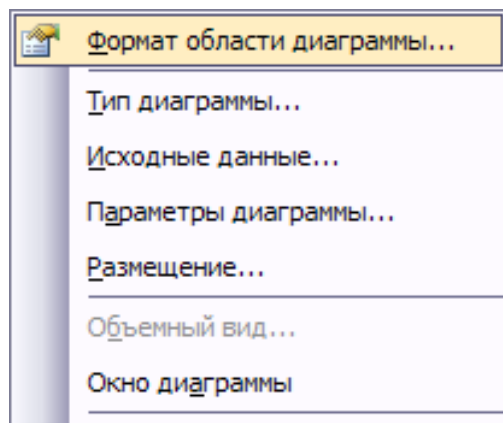 Формат области диаграммы...
Тип диаграммы...
Исходные данные...
Параметры диаграммы...
Размещение...
Объемный вид...
Окно диаграммы